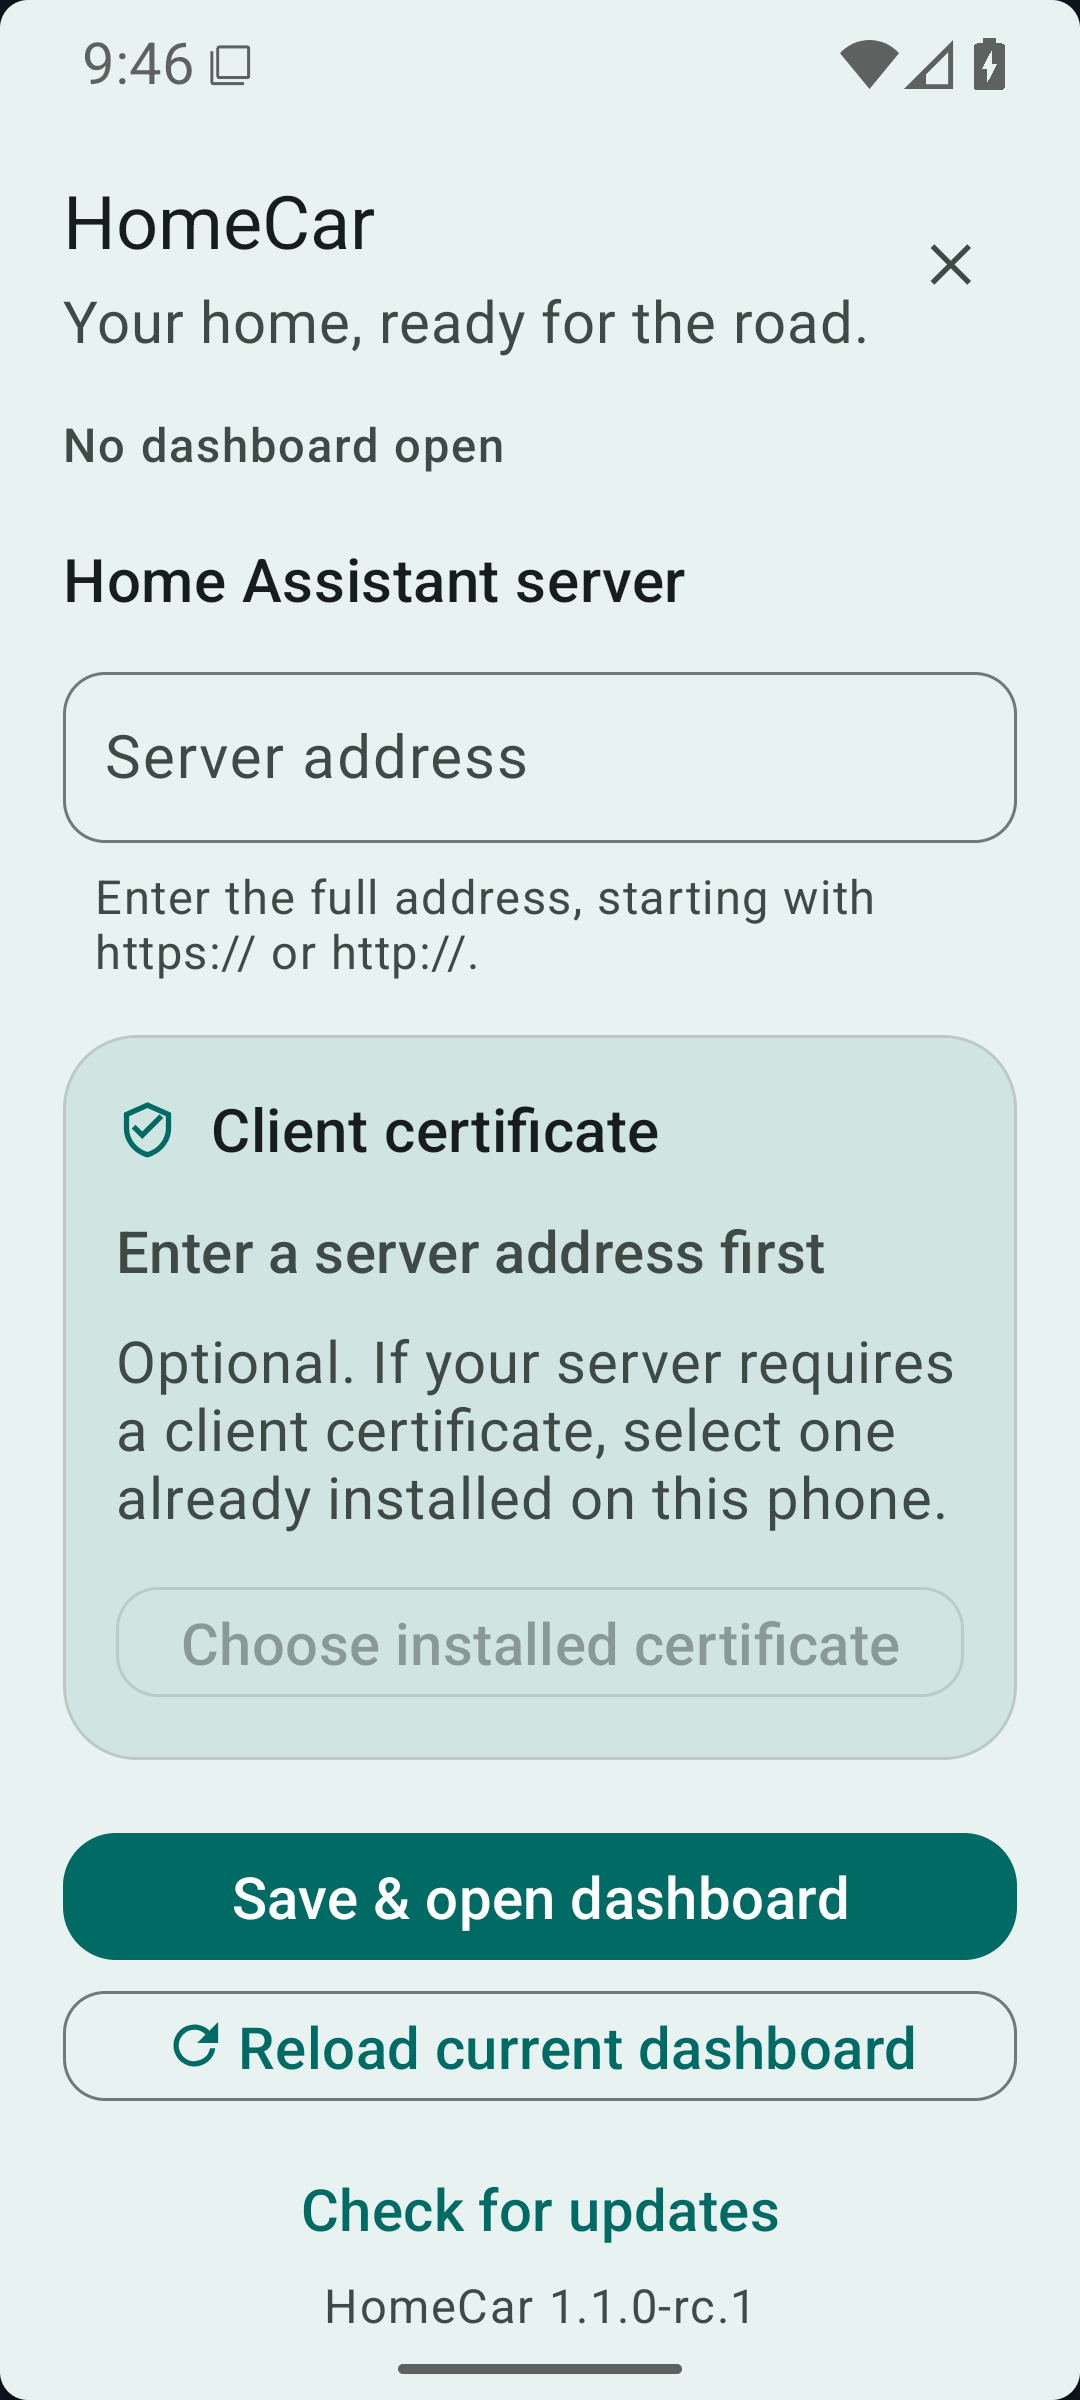 9:46
HomeCar
Your home, ready for the road.
No dashboard open
Home Assistant server
Server address
Enter the full address, starting with
https:// or http://.
Client certificate
Enter a server address first
Optional. If your server requires
a client certificate, select one
already installed on this phone.
Choose installed certificate
Save & open dashboard
Reload current dashboard
Check for updates
HomeCar 1.1.0-rc.1